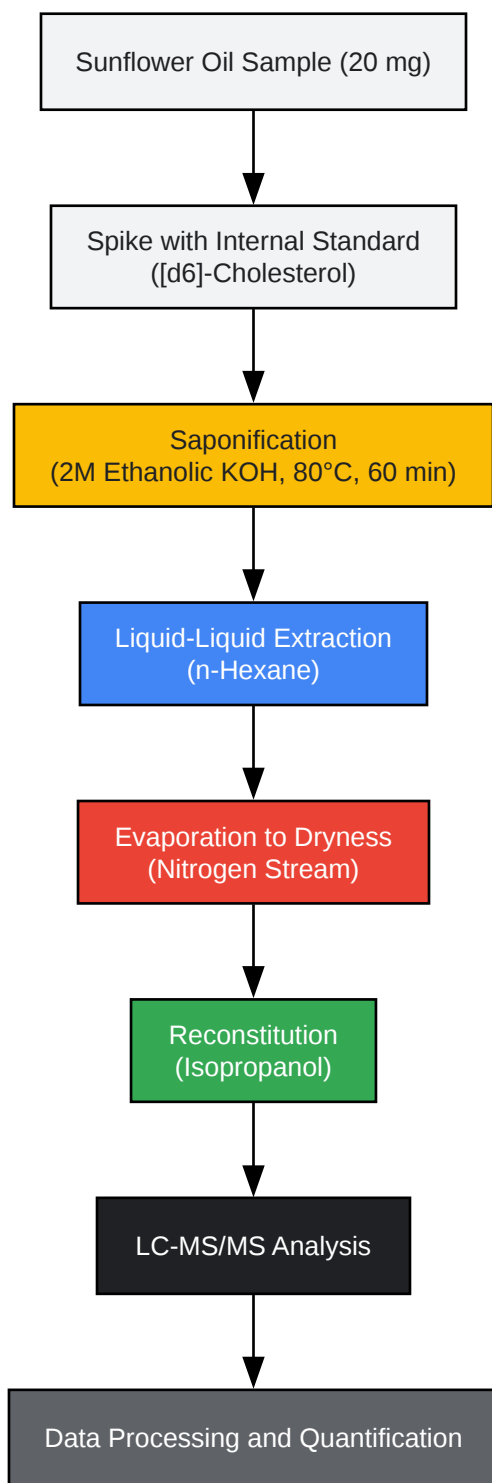 Sunflower Oil Sample (20 mg)
Spike with Internal Standard
([d6]-Cholesterol)
Saponification
(2M Ethanolic KOH, 80°C, 60 min)
Liquid-Liquid Extraction
(n-Hexane)
Evaporation to Dryness
(Nitrogen Stream)
Reconstitution
(Isopropanol)
LC-MS/MS Analysis
Data Processing and Quantification